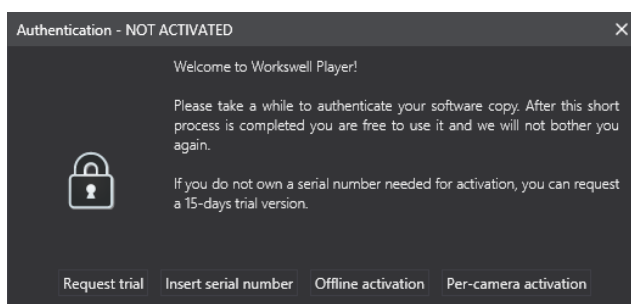 Authentication - NOT ACTIVATED
Welcome to Workswell Player!
Please take a while to authenticate your software copy. After this short
process is completed you are free to use it and we will not bother you
again.
If you do not own a serial number needed for activation, you can request
a 15-days trial version.
Request trial Insert serial number Offline activation Per-camera activation